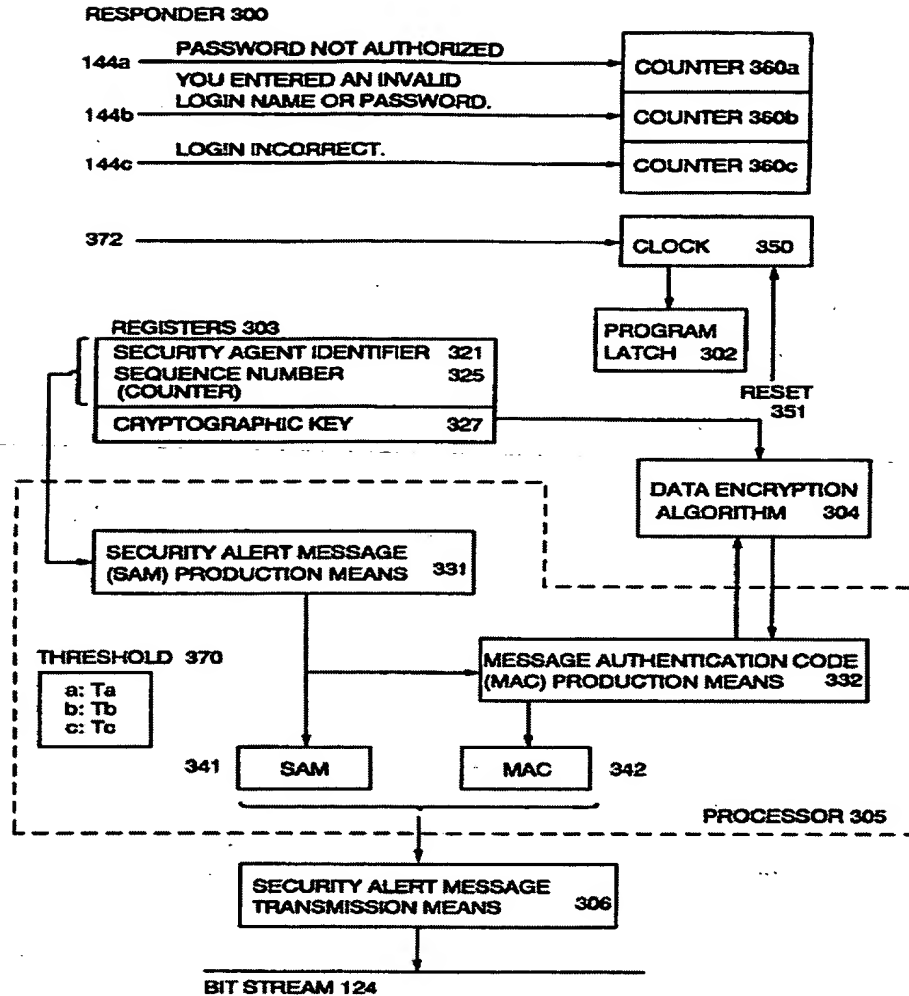 RESPONDER 300
144a PASSWORD NOT AUTHORIZED COUNTER 360a
YOU ENTERED AN INVALID
144b LOGIN NAME OR PASSWORD. COUNTER 360b
144c LOGIN INCORRECT. COUNTER 360c
372 CLOCK 350
PROGRAM
LATCH 302
RESET
351
REGISTERS 303
SECURITY AGENT IDENTIFIER 321
SEQUENCE NUMBER 325
(COUNTER)
CRYPTOGRAPHIC KEY 327
DATA ENCRYPTION
ALGORITHM 304
SECURITY ALERT MESSAGE
(SAM) PRODUCTION MEANS 331
MESSAGE AUTHENTICATION CODE
(MAC) PRODUCTION MEANS 332
THRESHOLD 370
a: Ta
b: Tb
c: Tc
341 SAM MAC 342
PROCESSOR 305
SECURITY ALERT MESSAGE
TRANSMISSION MEANS 306
BIT STREAM 124